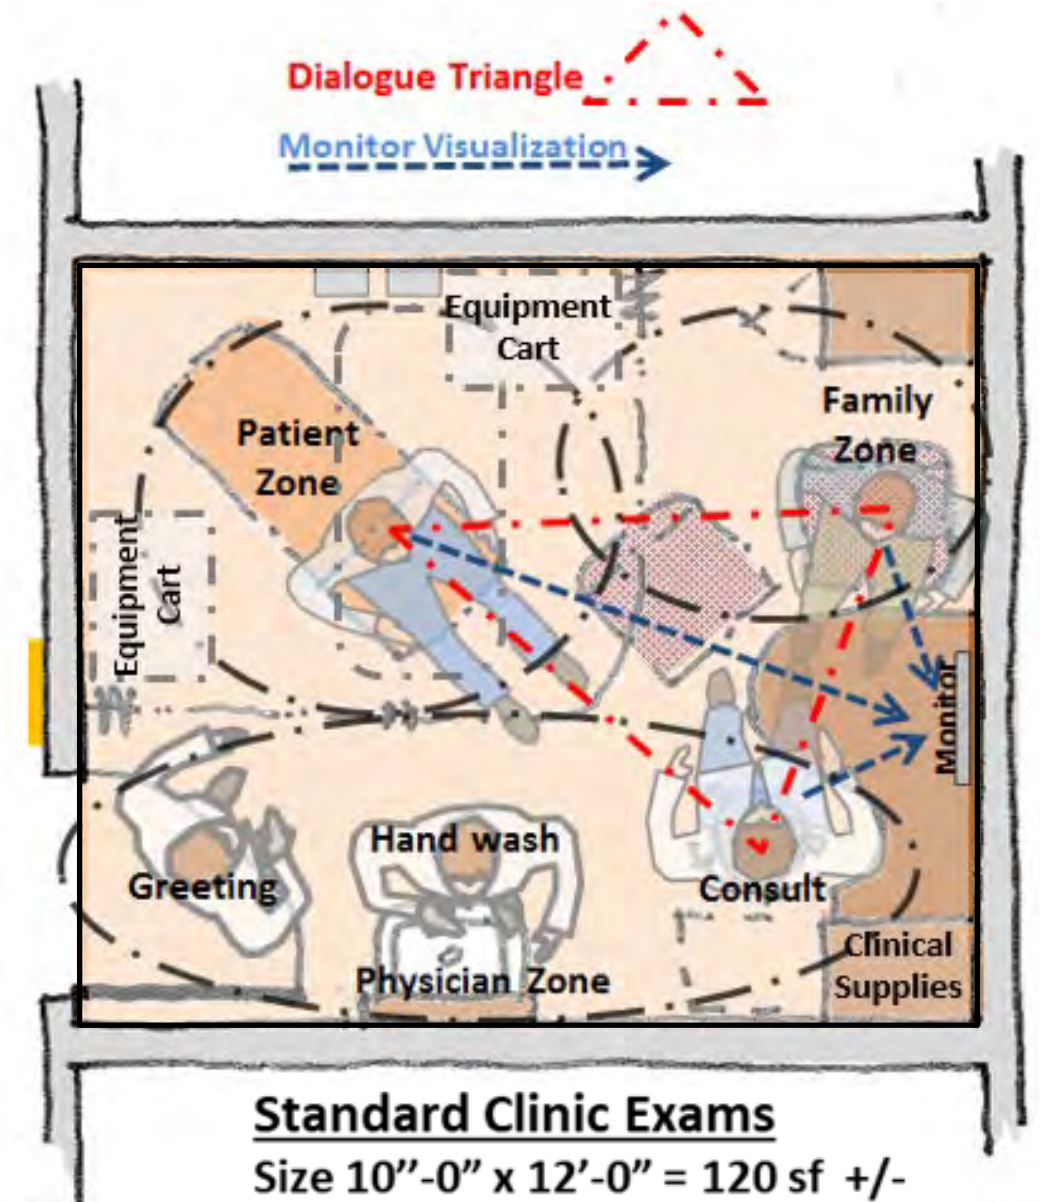 Dialogue Triangle
Monitor Visualization
Equipment
Cart
Family
Zone
Patient
Zone
Equipment
Cart
Monitor
Hand wash
Greeting
Consult
Physician Zone
Clinical
Supplies
Standard Clinic Exams
Size 10”-0” x 12’-0” = 120 sf +/-